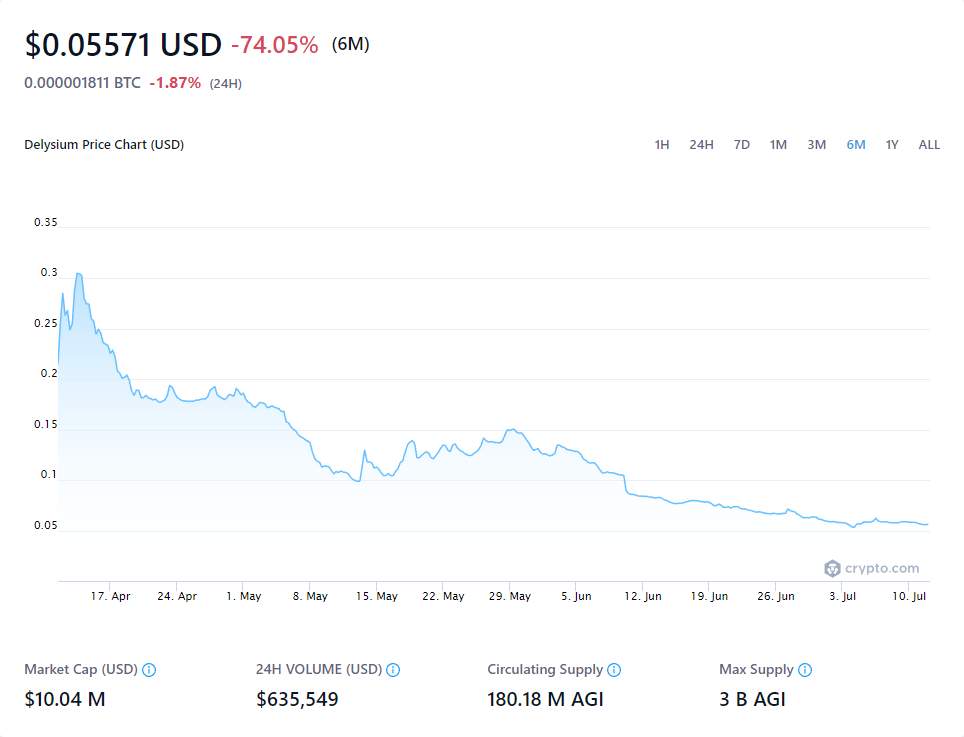 $0.05571 USD -74.05% (6M)
0.000001811 BTC -1.87% (24H)
Delysium Price Chart (USD) 1H 24H 7D 1M 3M 6M 1Y ALL
0.35
0.3
0.25
0.2
0.15
0.1
0.05
crypto.com
17. Apr 24. Apr 1. May 8. May 15. May 22. May 29. May 5. Jun 12. Jun 19. Jun 26. Jun 3. Jul 10. Jul
Market Cap (USD) 24H VOLUME (USD) Circulating Supply Max Supply
$10.04 M $635,549 180.18 M AGI 3 B AGI